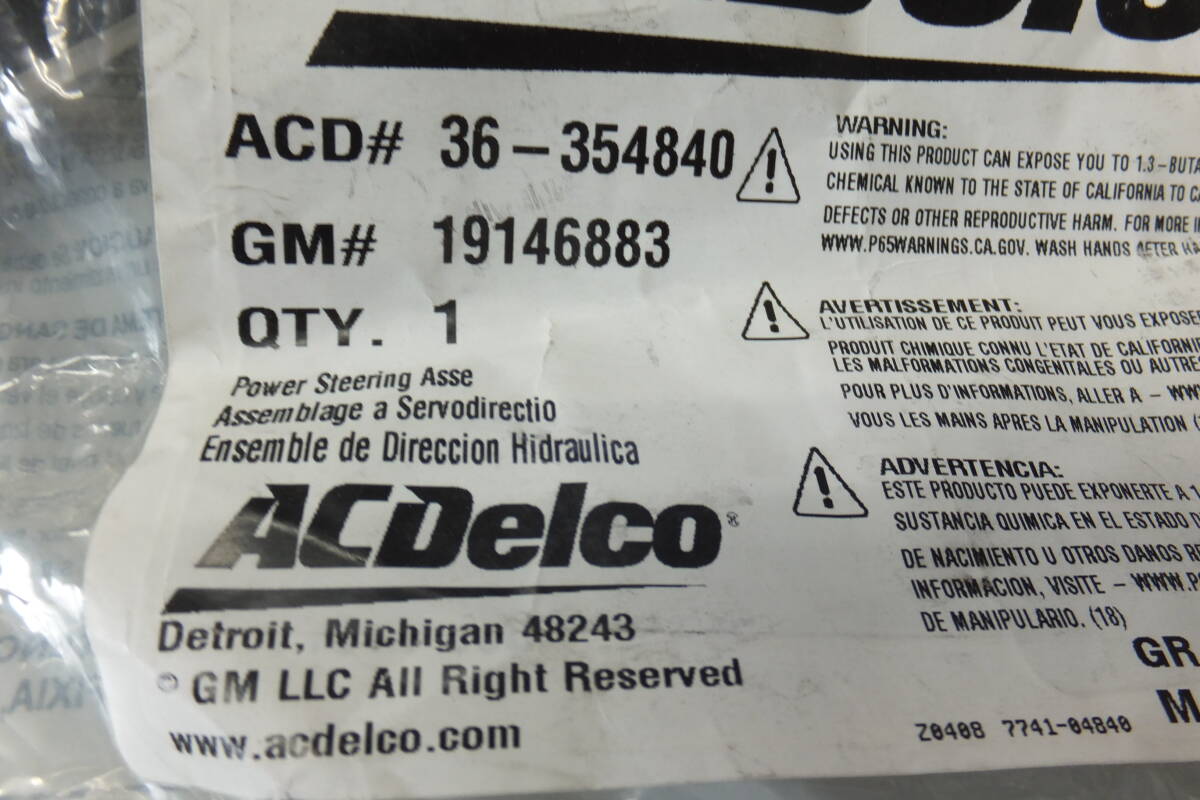 ACD# 36-354840
GM# 19146883
QTY. 1
Power Steering Asse
Assemblage a Servodirectio
Ensemble de Direccion Hidraulica
ACDelco®
Detroit, Michigan 48243
© GM LLC All Right Reserved
www.acdelco.com
WARNING:
USING THIS PRODUCT CAN EXPOSE YOU TO 1.3-BUTA
CHEMICAL KNOWN TO THE STATE OF CALIFORNIA TO CA
DEFECTS OR OTHER REPRODUCTIVE HARM. FOR MORE I
WWW.P65WARNINGS.CA.GOV. WASH HANDS AFTER HA
AVERTISSEMENT:
L'UTILISATION DE CE PRODUIT PEUT VOUS EXPOSE
PRODUIT CHIMIQUE CONNU L'ETAT DE CALIFORNIE
LES MALFORMATIONS CONGENITALES OU AUTRE
POUR PLUS D'INFORMATIONS, ALLER A - WW
VOUS LES MAINS APRES LA MANIPULATION
ADVERTENCIA:
ESTE PRODUCTO PUEDE EXPONERTE A 1
SUSTANCIA QUIMICA EN EL ESTADO D
DE NACIMIENTO U OTROS DANOS RE
INFORMACION, VISITE - WWW.P
DE MANIPULARIO. (18)
GR
M
Z0408 7741-04840